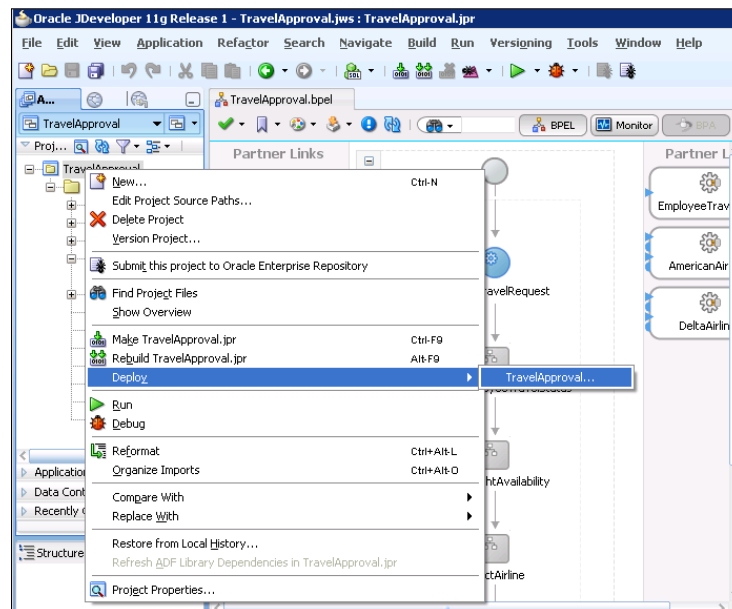 Oracle JDeveloper 11g Release 1 - TravelApproval.jws : TravelApproval.jpr
File Edit View Application Refactor Search Navigate Build Run Versioning Tools Window Help
A...
TravelApproval.bpel
TravelApproval
BPEL Monitor BPA
Proj...
Partner Links
Partner L
TravelApproval
New... Ctrl-N
Edit Project Source Paths...
Delete Project
Version Project...
Submit this project to Oracle Enterprise Repository
Find Project Files
Show Overview
Make TravelApproval.jpr Ctrl-F9
Rebuild TravelApproval.jpr Alt-F9
Deploy
TravelApproval...
Run
Debug
Reformat Ctrl+Alt-L
Organize Imports Ctrl+Alt-O
Compare With
Replace With
Restore from Local History...
Refresh ADF Library Dependencies in TravelApproval.jpr
Project Properties...
EmployeeTrav
AmericanAir
DeltaAirlin
avelRequest
htAvailability
ctAirline
Application
Data Cont
Recently
Structure